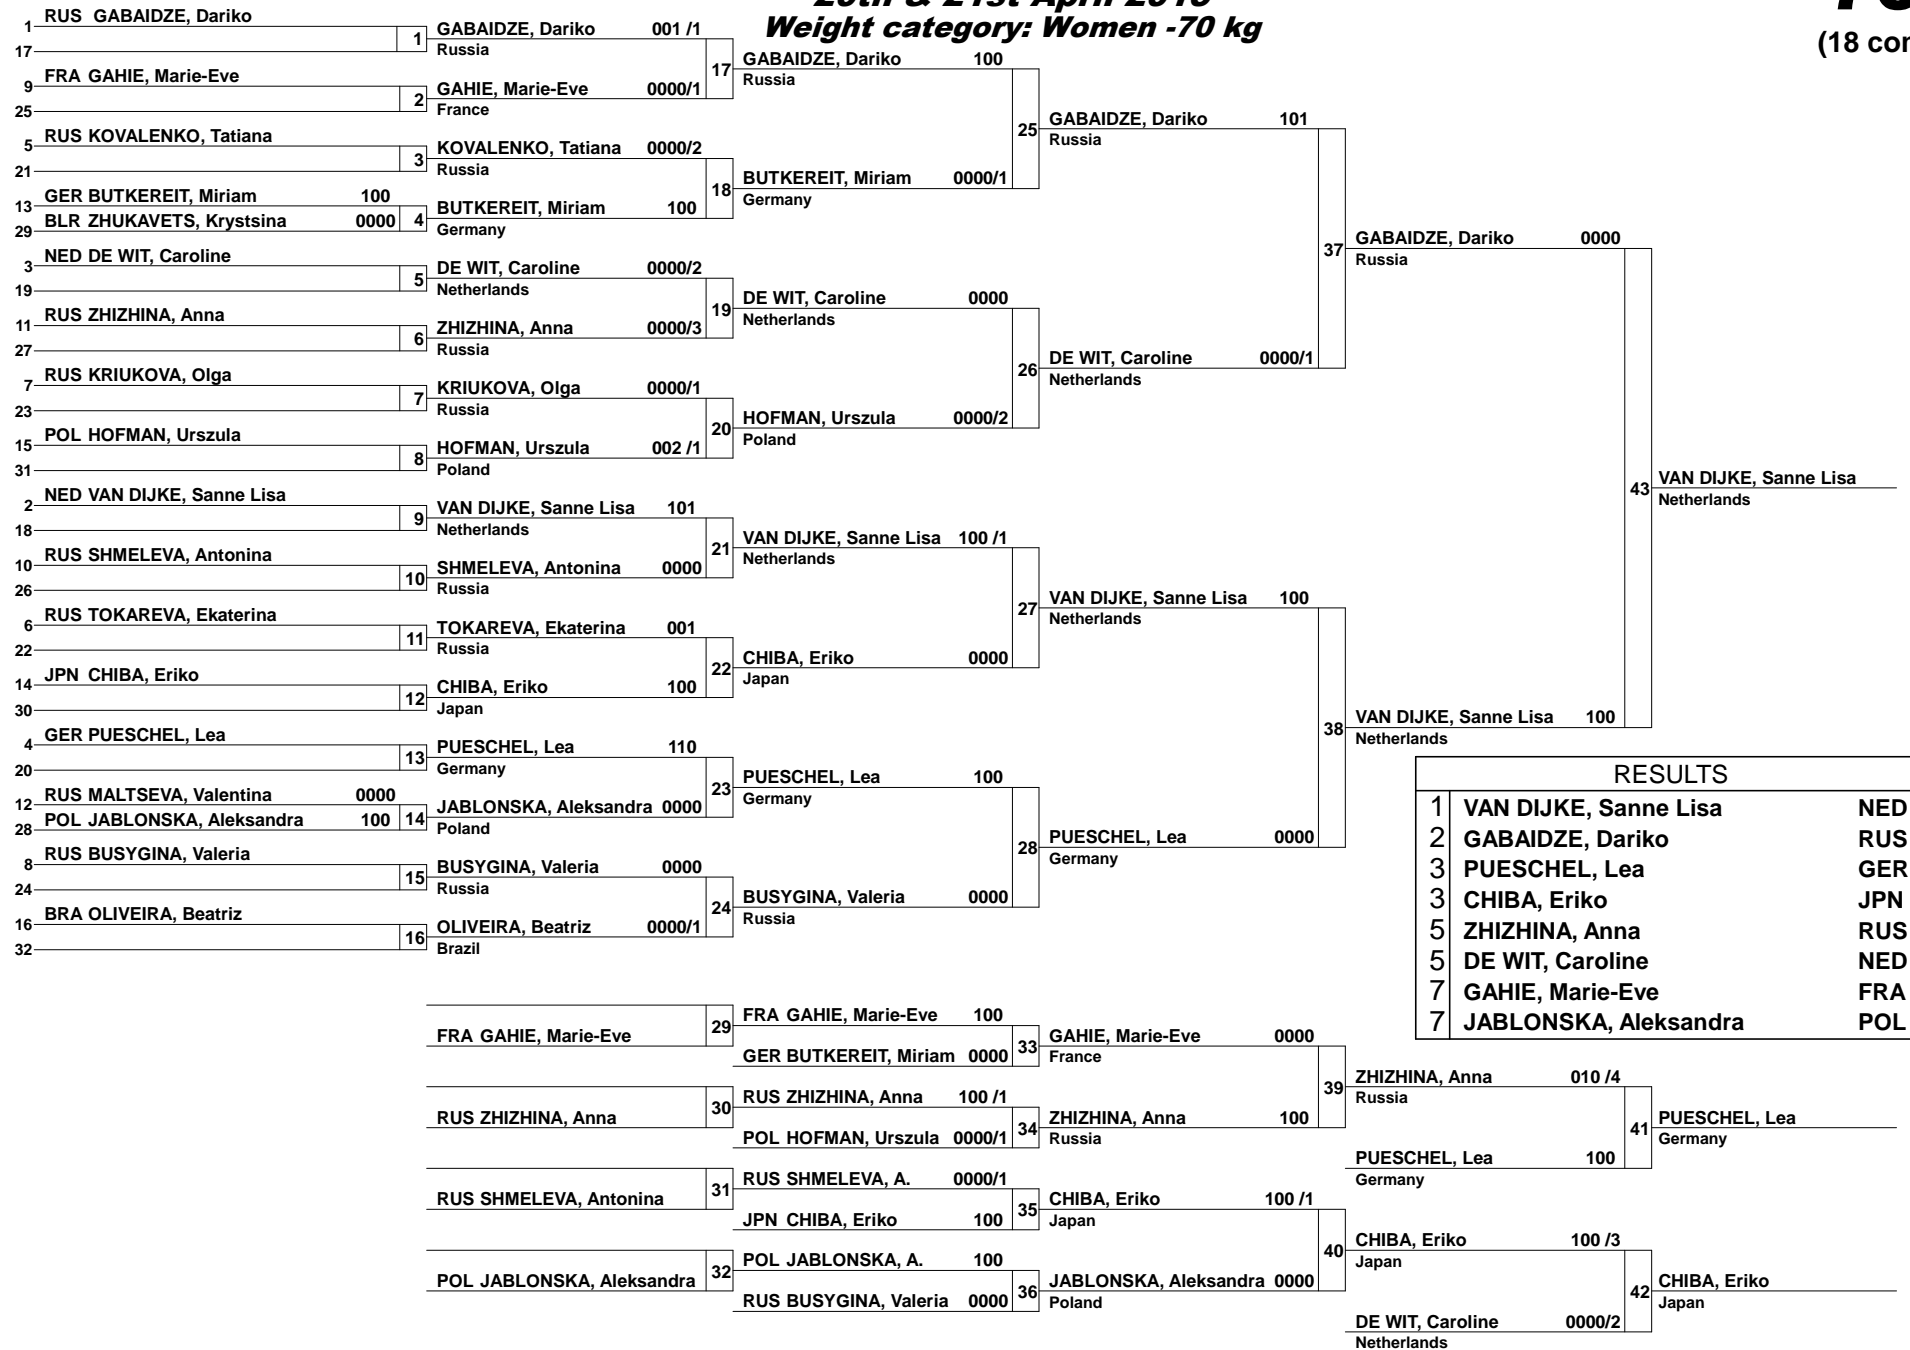 Weight category: Women -70 kg
1 RUS GABAIDZE, Dariko
17
1
9 FRA GAHIE, Marie-Eve
25
2
5 RUS KOVALENKO, Tatiana
21
3
13 GER BUTKEREIT, Miriam 100
29 BLR ZHUKAVETS, Krystsina 0000
4
3 NED DE WIT, Caroline
19
5
11 RUS ZHIZHINA, Anna
27
6
7 RUS KRIUKOVA, Olga
23
7
15 POL HOFMAN, Urszula
31
8
2 NED VAN DIJKE, Sanne Lisa
18
9
10 RUS SHMELEVA, Antonina
26
10
6 RUS TOKAREVA, Ekaterina
22
11
14 JPN CHIBA, Eriko
30
12
4 GER PUESCHEL, Lea
20
13
12 RUS MALTSEVA, Valentina 0000
28 POL JABLONSKA, Aleksandra 100
14
8 RUS BUSYGINA, Valeria
24
15
16 BRA OLIVEIRA, Beatriz
32
16
GABAIDZE, Dariko 001 /1
Russia
17
GAHIE, Marie-Eve 0000/1
France
KOVALENKO, Tatiana 0000/2
Russia
18
BUTKEREIT, Miriam 100
Germany
DE WIT, Caroline 0000/2
Netherlands
19
ZHIZHINA, Anna 0000/3
Russia
KRIUKOVA, Olga 0000/1
Russia
20
HOFMAN, Urszula 002 /1
Poland
VAN DIJKE, Sanne Lisa 101
Netherlands
21
SHMELEVA, Antonina 0000
Russia
TOKAREVA, Ekaterina 001
Russia
22
CHIBA, Eriko 100
Japan
PUESCHEL, Lea 110
Germany
23
JABLONSKA, Aleksandra 0000
Poland
BUSYGINA, Valeria 0000
Russia
24
OLIVEIRA, Beatriz 0000/1
Brazil
GABAIDZE, Dariko 100
Russia
25
BUTKEREIT, Miriam 0000/1
Germany
DE WIT, Caroline 0000
Netherlands
26
HOFMAN, Urszula 0000/2
Poland
VAN DIJKE, Sanne Lisa 100 /1
Netherlands
27
CHIBA, Eriko 0000
Japan
PUESCHEL, Lea 100
Germany
28
BUSYGINA, Valeria 0000
Russia
GABAIDZE, Dariko 101
Russia
37
DE WIT, Caroline 0000/1
Netherlands
VAN DIJKE, Sanne Lisa 100
Netherlands
38
PUESCHEL, Lea 0000
Germany
GABAIDZE, Dariko 0000
Russia
43
VAN DIJKE, Sanne Lisa 100
Netherlands
VAN DIJKE, Sanne Lisa
Netherlands
RESULTS
1 VAN DIJKE, Sanne Lisa NED
2 GABAIDZE, Dariko RUS
3 PUESCHEL, Lea GER
3 CHIBA, Eriko JPN
5 ZHIZHINA, Anna RUS
5 DE WIT, Caroline NED
7 GAHIE, Marie-Eve FRA
7 JABLONSKA, Aleksandra POL
FRA GAHIE, Marie-Eve
29
RUS ZHIZHINA, Anna
30
RUS SHMELEVA, Antonina
31
POL JABLONSKA, Aleksandra
32
FRA GAHIE, Marie-Eve 100
33
GER BUTKEREIT, Miriam 0000
RUS ZHIZHINA, Anna 100 /1
34
POL HOFMAN, Urszula 0000/1
RUS SHMELEVA, A. 0000/1
35
JPN CHIBA, Eriko 100
POL JABLONSKA, A. 100
36
RUS BUSYGINA, Valeria 0000
GAHIE, Marie-Eve 0000
France
39
ZHIZHINA, Anna 100
Russia
CHIBA, Eriko 100 /1
Japan
40
JABLONSKA, Aleksandra 0000
Poland
ZHIZHINA, Anna 010 /4
Russia
41
PUESCHEL, Lea 100
Germany
CHIBA, Eriko 100 /3
Japan
42
DE WIT, Caroline 0000/2
Netherlands
PUESCHEL, Lea
Germany
CHIBA, Eriko
Japan